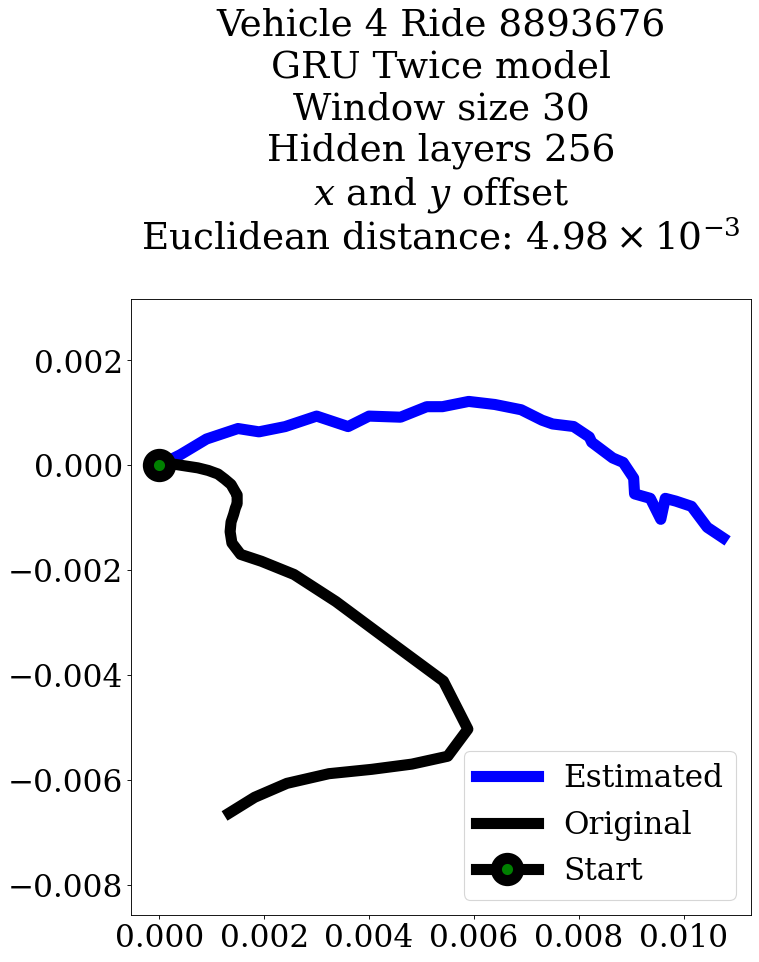 Vehicle 4 Ride 8893676
GRU Twice model
Window size 30
Hidden layers 256
x and y offset
Euclidean distance: 4.98 × 10⁻³
0.002
0.000
−0.002
−0.004
−0.006
−0.008
Estimated
Original
Start
0.000 0.002 0.004 0.006 0.008 0.010